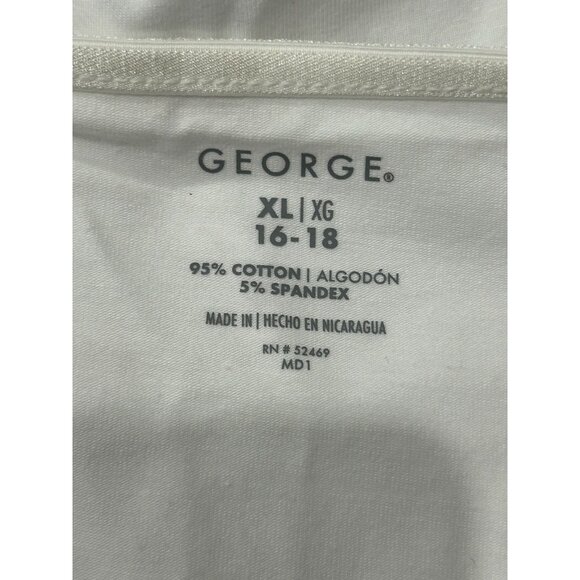 GEORGE®
XL | XG
16-18
95% COTTON | ALGODÓN
5% SPANDEX
MADE IN | HECHO EN NICARAGUA
RN # 52469
MD1